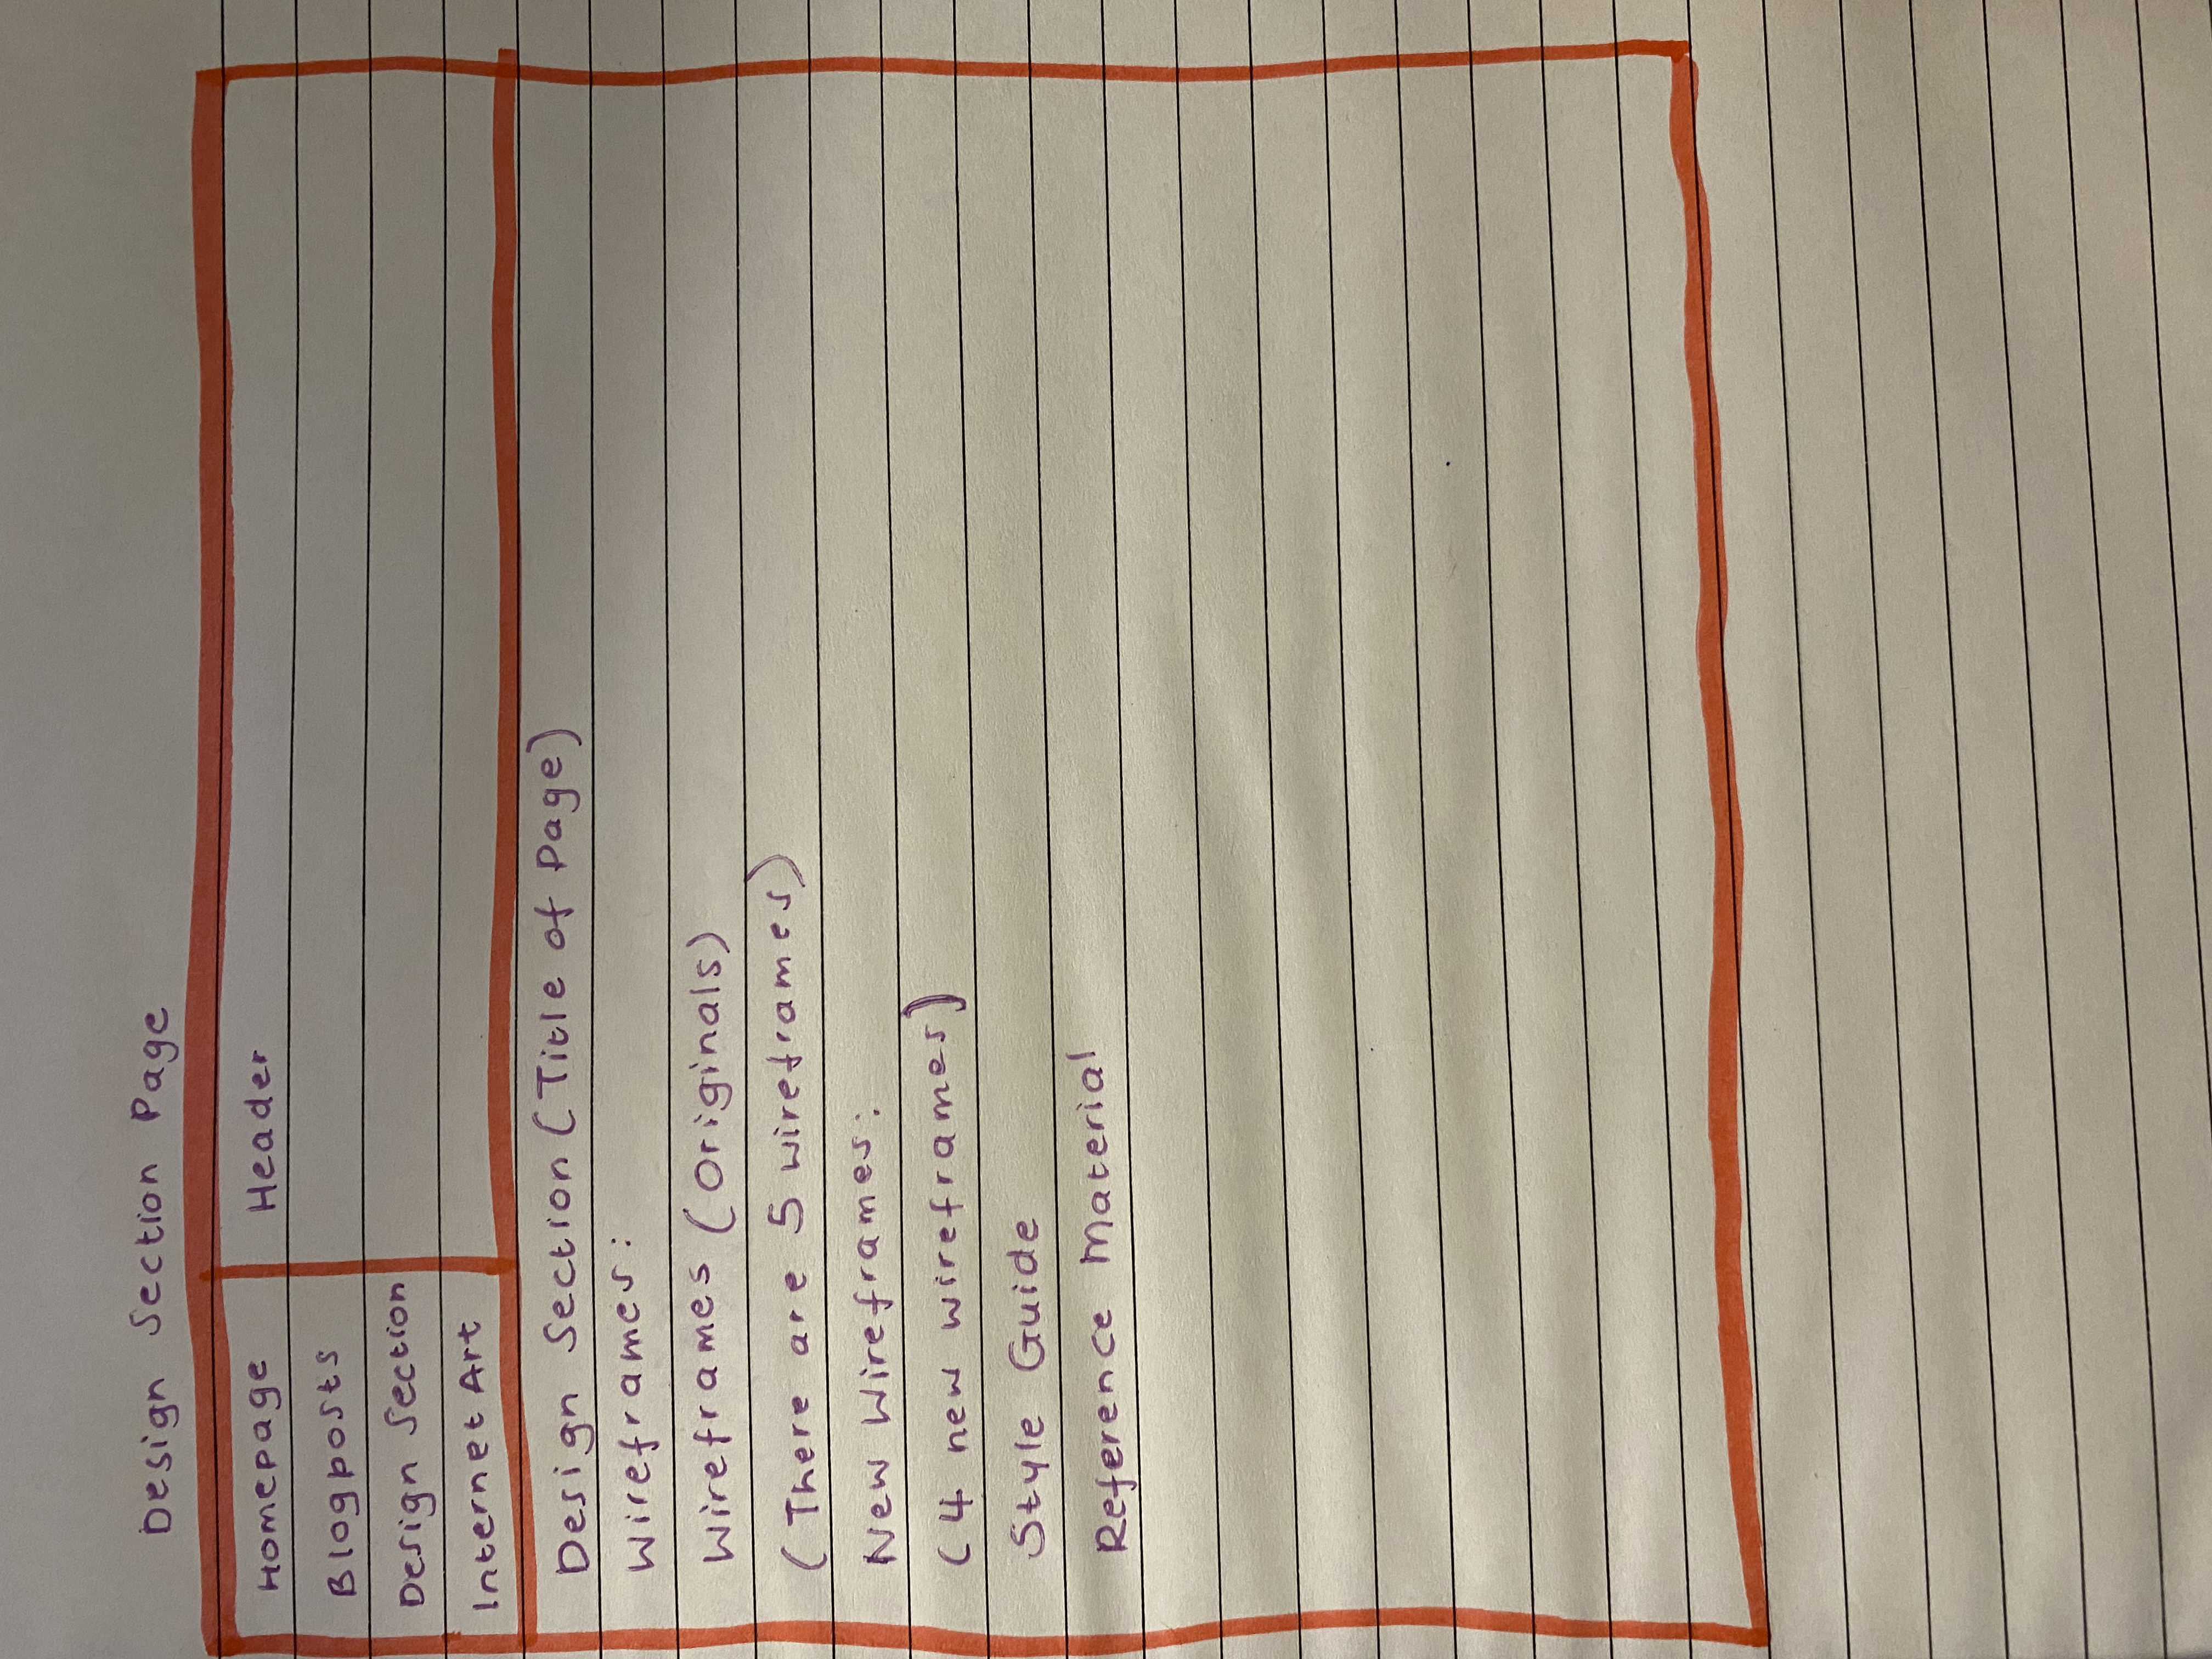 Design Section Page
Homepage
Header
Blogposts
Design Section
Internet Art
Design Section (Title of Page)
Wireframes:
Wireframes (Originals)
(There are 5 wireframes)
New Wireframes:
(4 new wireframes)
Style Guide
Reference Material